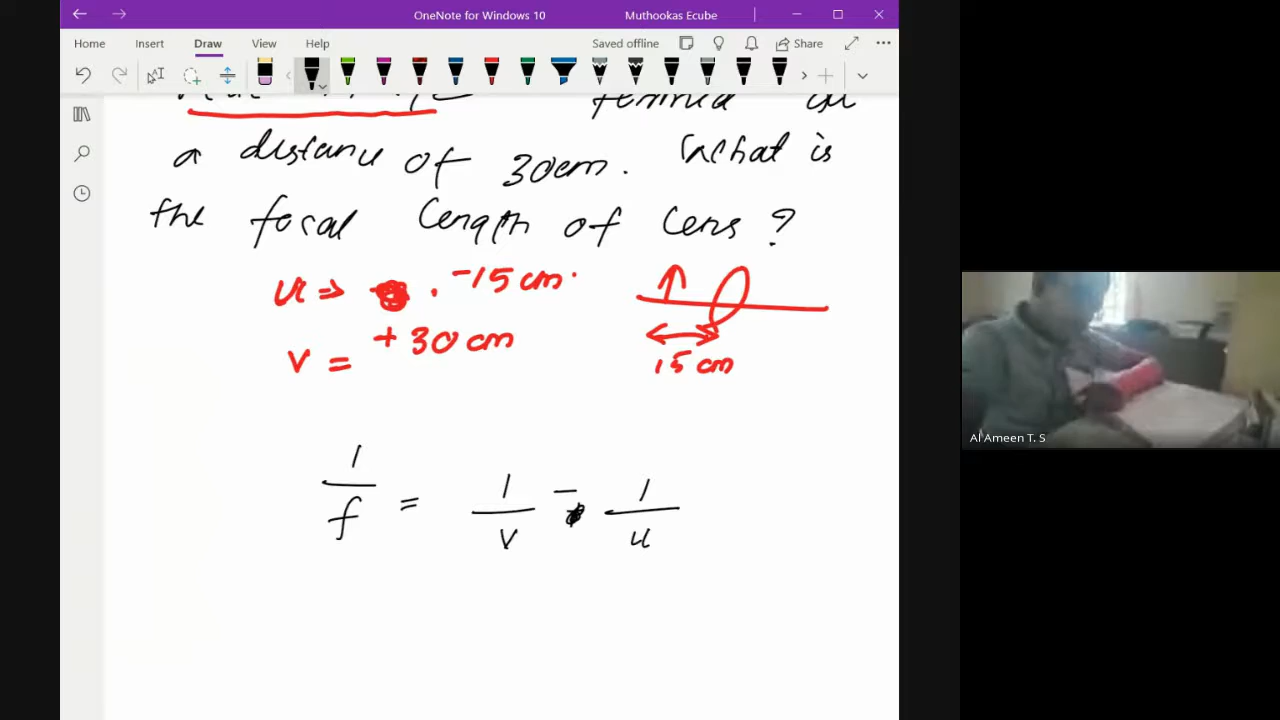 OneNote for Windows 10
Muthookas Ecube
Home Insert Draw View Help
Saved offline
Share
formed
a distance of 30cm. What is
the focal length of lens ?
u ⇒ . -15 cm.
v = + 30 cm
15 cm
1/f = 1/v - 1/u
Al Ameen T. S